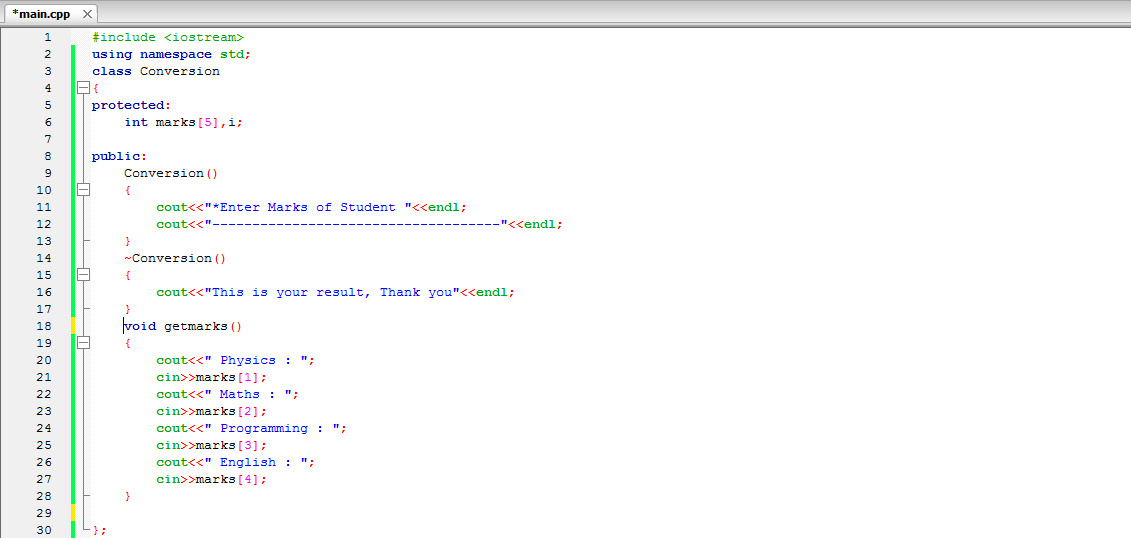 *main.cpp ×
1 #include <iostream>
2 using namespace std;
3 class Conversion
4 {
5 protected:
6 int marks[5],i;
7
8 public:
9 Conversion()
10 {
11 cout<<"*Enter Marks of Student "<<endl;
12 cout<<"------------------------------------"<<endl;
13 }
14 ~Conversion()
15 {
16 cout<<"This is your result, Thank you"<<endl;
17 }
18 void getmarks()
19 {
20 cout<<" Physics : ";
21 cin>>marks[1];
22 cout<<" Maths : ";
23 cin>>marks[2];
24 cout<<" Programming : ";
25 cin>>marks[3];
26 cout<<" English : ";
27 cin>>marks[4];
28 }
29
30 };